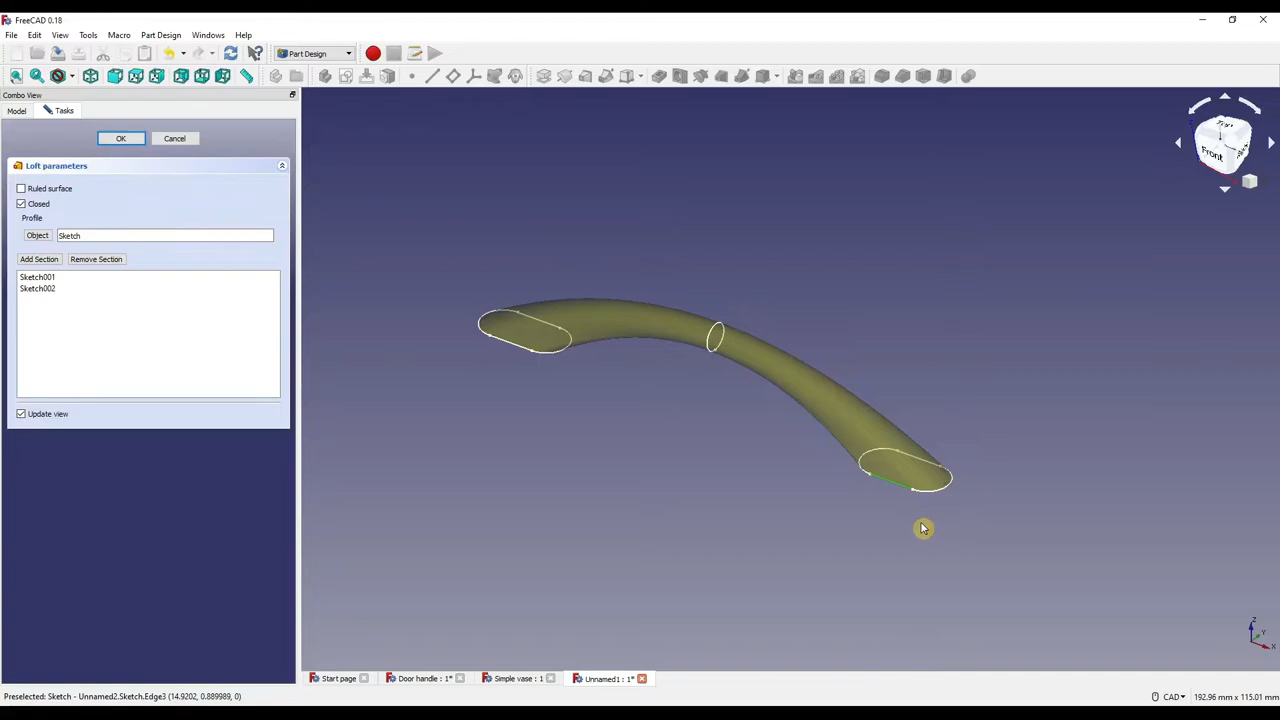 FreeCAD 0.18
File Edit View Tools Macro Part Design Windows Help
Part Design
Combo View
Model Tasks
OK Cancel
Loft parameters
Ruled surface
Closed
Profile
Object Sketch
Add Section Remove Section
Sketch001
Sketch002
Update view
Front
Z
Y
X
Start page Door handle : 1* Simple vase : 1 Unnamed1 : 1*
Preselected: Sketch - Unnamed2.Sketch.Edge3 (14.9202, 0.889989, 0) CAD 192.96 mm x 115.01 mm